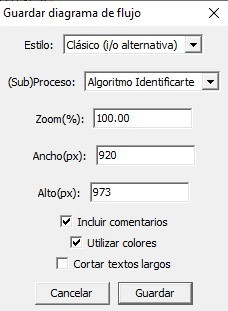 Guardar diagrama de flujo
Estilo: Clásico (i/o alternativa)
(Sub)Proceso: Algoritmo Identificarte
Zoom(%): 100.00
Ancho(px): 920
Alto(px): 973
Incluir comentarios
Utilizar colores
Cortar textos largos
Cancelar Guardar